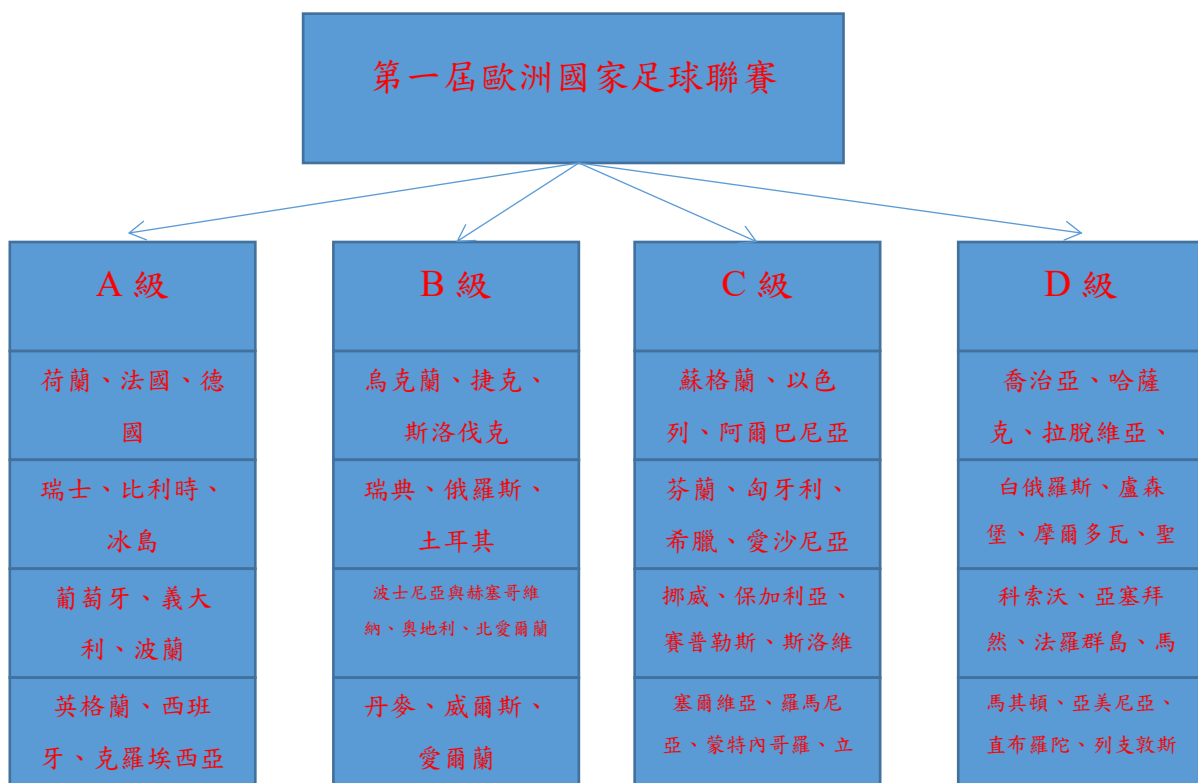 第一屆歐洲國家足球聯賽
A 級
B 級
C 級
D 級
荷蘭、法國、德
國
烏克蘭、捷克、
斯洛伐克
蘇格蘭、以色
列、阿爾巴尼亞
喬治亞、哈薩
克、拉脫維亞、
瑞士、比利時、
冰島
瑞典、俄羅斯、
土耳其
芬蘭、匈牙利、
希臘、愛沙尼亞
白俄羅斯、盧森
堡、摩爾多瓦、聖
葡萄牙、義大
利、波蘭
波士尼亞與赫塞哥維
納、奧地利、北愛爾蘭
挪威、保加利亞、
賽普勒斯、斯洛維
科索沃、亞塞拜
然、法羅群島、馬
英格蘭、西班
牙、克羅埃西亞
丹麥、威爾斯、
愛爾蘭
塞爾維亞、羅馬尼
亞、蒙特內哥羅、立
馬其頓、亞美尼亞、
直布羅陀、列支敦斯